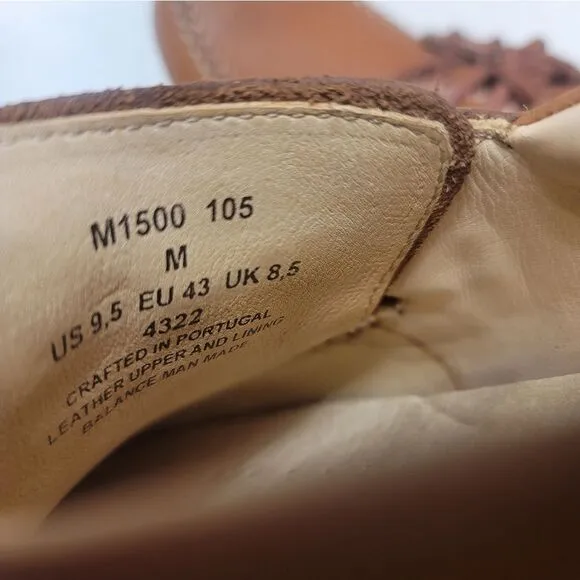 M1500 105
M
US 9,5 EU 43 UK 8,5
4322
CRAFTED IN PORTUGAL
LEATHER UPPER AND LINING
BALANCE MAN MADE